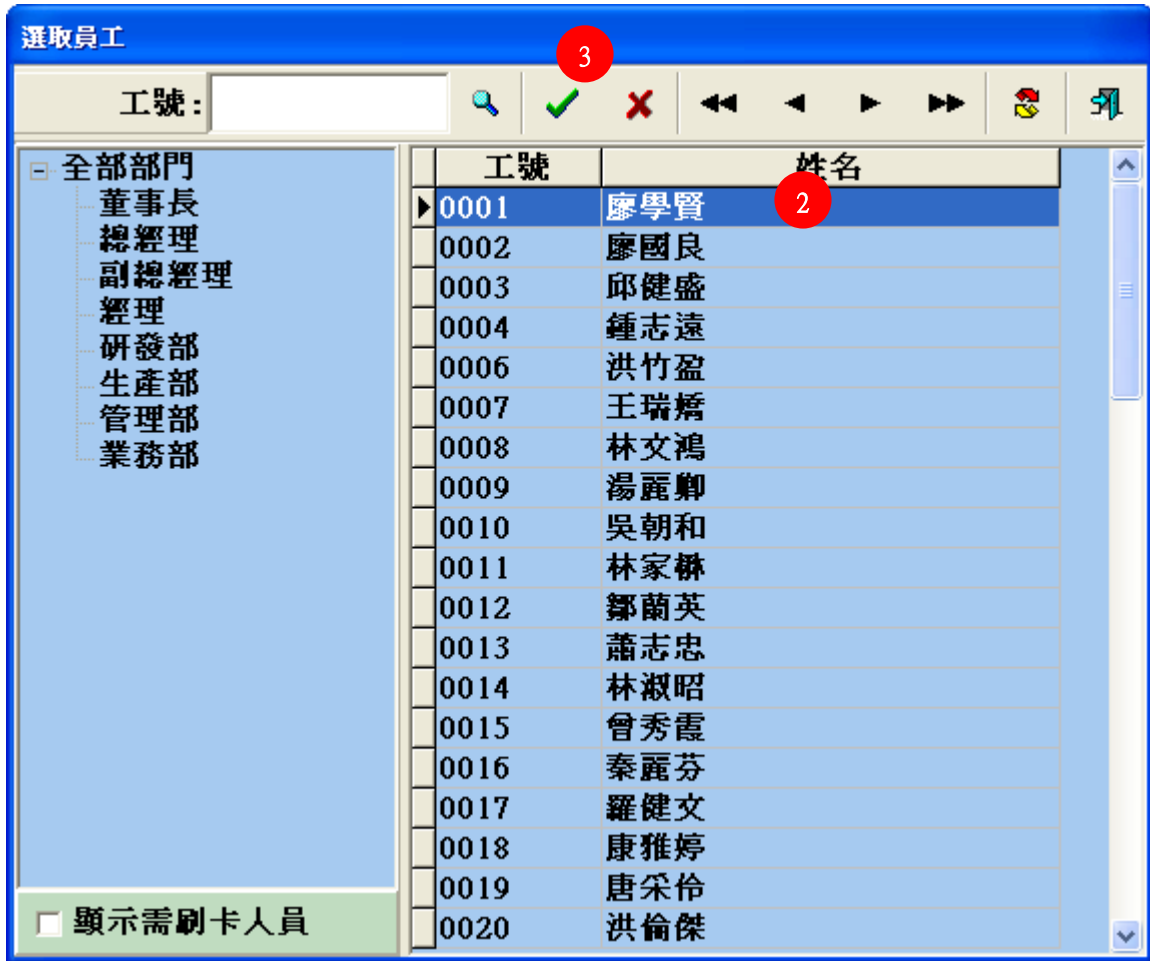 選取員工
3
工號:
全部部門
董事長
總經理
副總經理
經理
研發部
生產部
管理部
業務部
顯示需刷卡人員
工號 姓名
2
0001 廖學賢
0002 廖國良
0003 邱健盛
0004 鍾志遠
0006 洪竹盈
0007 王瑞嬌
0008 林文鴻
0009 湯麗卿
0010 吳朝和
0011 林家
0012 鄒蘭英
0013 蕭志忠
0014 林淑昭
0015 曾秀霞
0016 秦麗芬
0017 羅健文
0018 康雅婷
0019 唐采伶
0020 洪倫傑